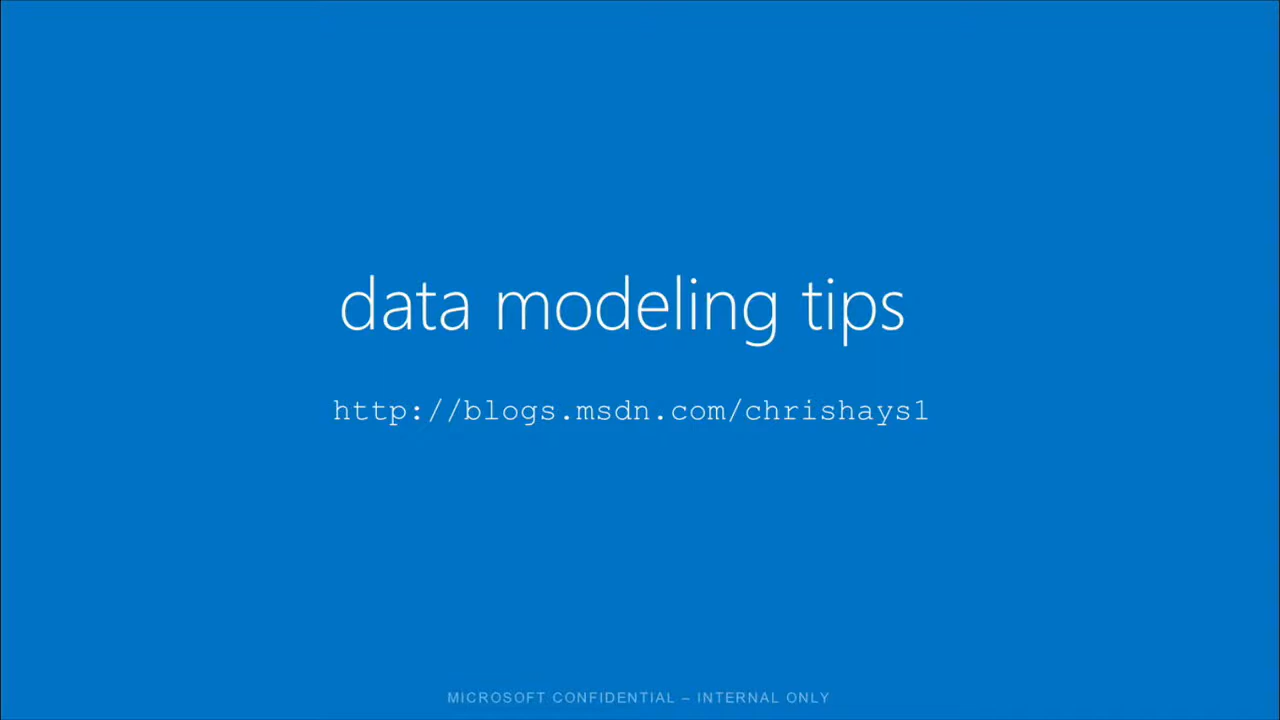 data modeling tips
http://blogs.msdn.com/chrishays1
MICROSOFT CONFIDENTIAL – INTERNAL ONLY